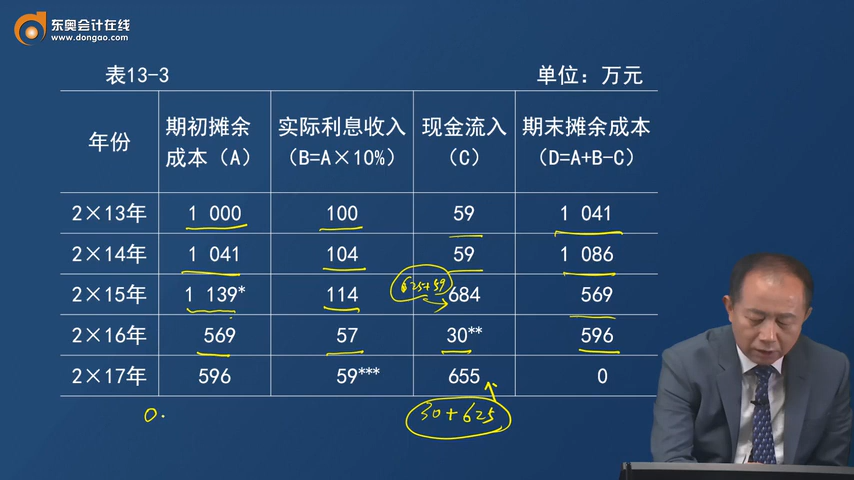 东奥会计在线
www.dongao.com
表13-3
单位：万元
年份 期初摊余成本（A） 实际利息收入（B=A×10%） 现金流入（C） 期末摊余成本（D=A+B-C）
2×13年 1 000 100 59 1 041
2×14年 1 041 104 59 1 086
625+59
2×15年 1 139* 114 684 569
2×16年 569 57 30** 596
2×17年 596 59*** 655 0
0.
30+625